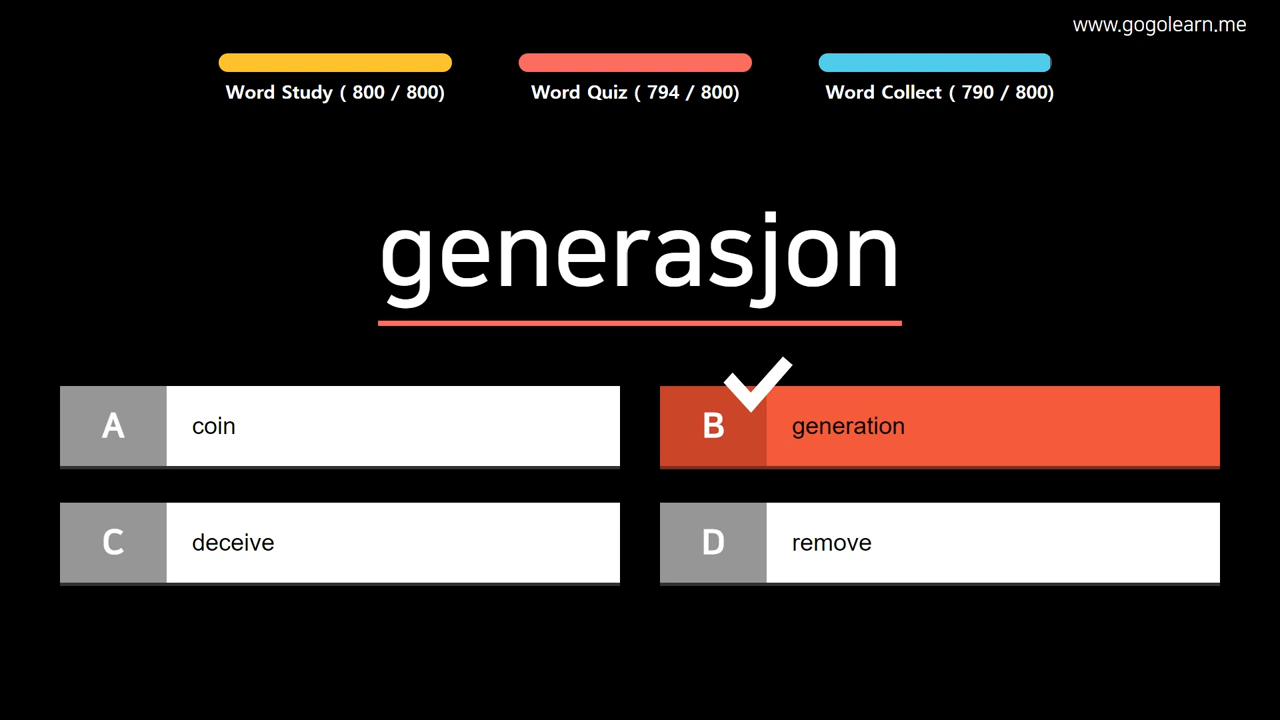 www.gogolearn.me
Word Study ( 800 / 800)
Word Quiz ( 794 / 800)
Word Collect ( 790 / 800)
generasjon
A coin
B generation
C deceive
D remove